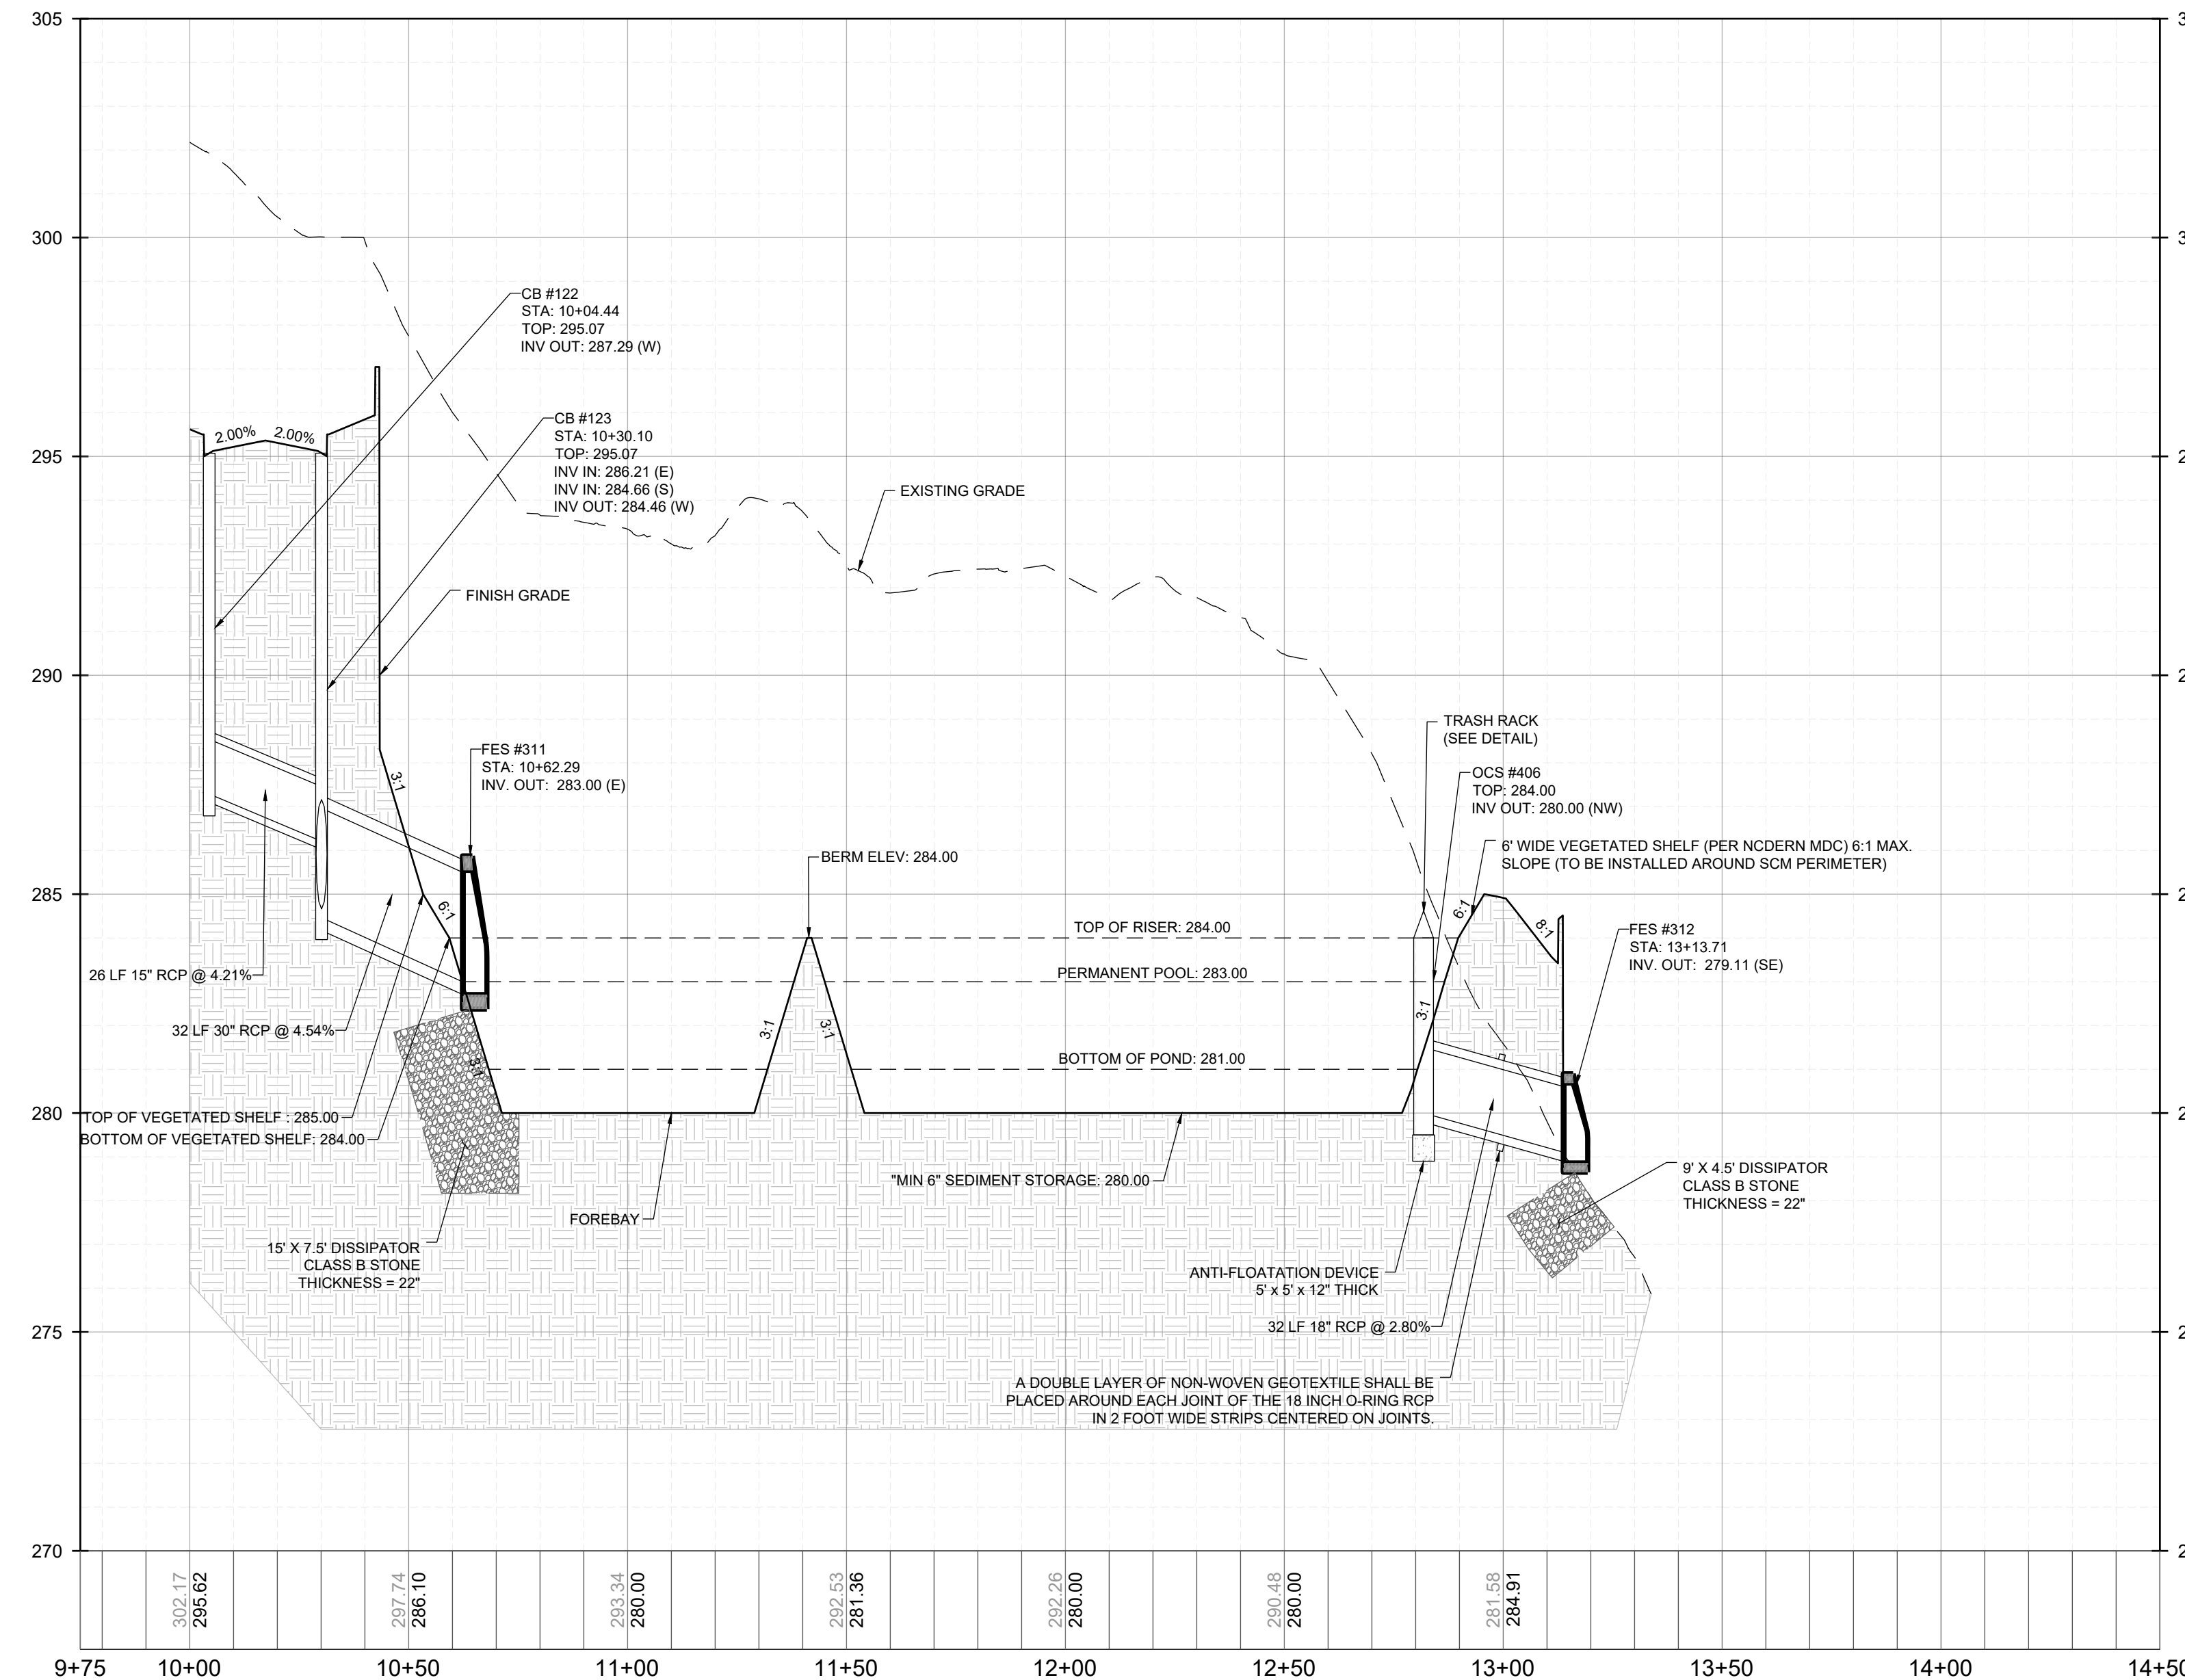 305
300
295
290
285
280
275
270
3
3
2
2
2
2
2
2
CB #122
STA: 10+04.44
TOP: 295.07
INV OUT: 287.29 (W)
CB #123
STA: 10+30.10
TOP: 295.07
INV IN: 286.21 (E)
INV IN: 284.66 (S)
INV OUT: 284.46 (W)
2.00%
2.00%
EXISTING GRADE
FINISH GRADE
3:1
FES #311
STA: 10+62.29
INV. OUT: 283.00 (E)
TRASH RACK
(SEE DETAIL)
OCS #406
TOP: 284.00
INV OUT: 280.00 (NW)
6' WIDE VEGETATED SHELF (PER NCDERN MDC) 6:1 MAX.
SLOPE (TO BE INSTALLED AROUND SCM PERIMETER)
BERM ELEV: 284.00
6:1
6:1
8:1
TOP OF RISER: 284.00
FES #312
STA: 13+13.71
INV. OUT: 279.11 (SE)
26 LF 15" RCP @ 4.21%
PERMANENT POOL: 283.00
32 LF 30" RCP @ 4.54%
3:1
3:1
3:1
3:1
BOTTOM OF POND: 281.00
TOP OF VEGETATED SHELF : 285.00
BOTTOM OF VEGETATED SHELF: 284.00
"MIN 6" SEDIMENT STORAGE: 280.00
9' X 4.5' DISSIPATOR
CLASS B STONE
THICKNESS = 22"
FOREBAY
15' X 7.5' DISSIPATOR
CLASS B STONE
THICKNESS = 22"
ANTI-FLOATATION DEVICE
5' x 5' x 12" THICK
32 LF 18" RCP @ 2.80%
A DOUBLE LAYER OF NON-WOVEN GEOTEXTILE SHALL BE
PLACED AROUND EACH JOINT OF THE 18 INCH O-RING RCP
IN 2 FOOT WIDE STRIPS CENTERED ON JOINTS.
302.17
295.62
297.74
286.10
293.34
280.00
292.53
281.36
292.26
280.00
290.48
280.00
281.58
284.91
9+75
10+00
10+50
11+00
11+50
12+00
12+50
13+00
13+50
14+00
14+50